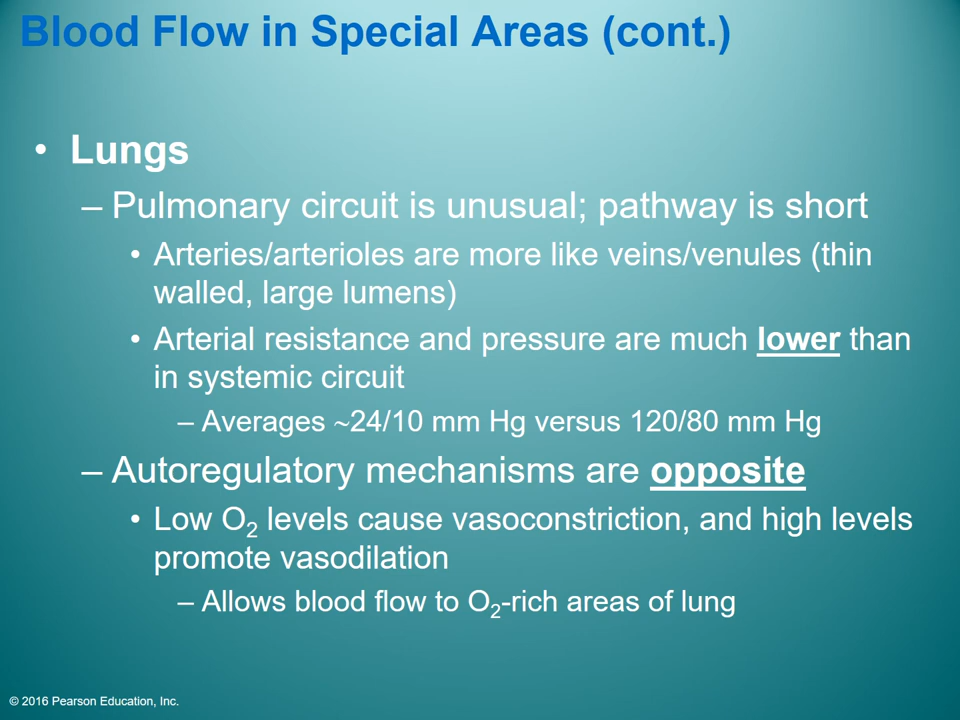 Blood Flow in Special Areas (cont.)
• Lungs
– Pulmonary circuit is unusual; pathway is short
• Arteries/arterioles are more like veins/venules (thin
walled, large lumens)
• Arterial resistance and pressure are much lower than
in systemic circuit
– Averages ~24/10 mm Hg versus 120/80 mm Hg
– Autoregulatory mechanisms are opposite
• Low O₂ levels cause vasoconstriction, and high levels
promote vasodilation
– Allows blood flow to O₂-rich areas of lung
© 2016 Pearson Education, Inc.